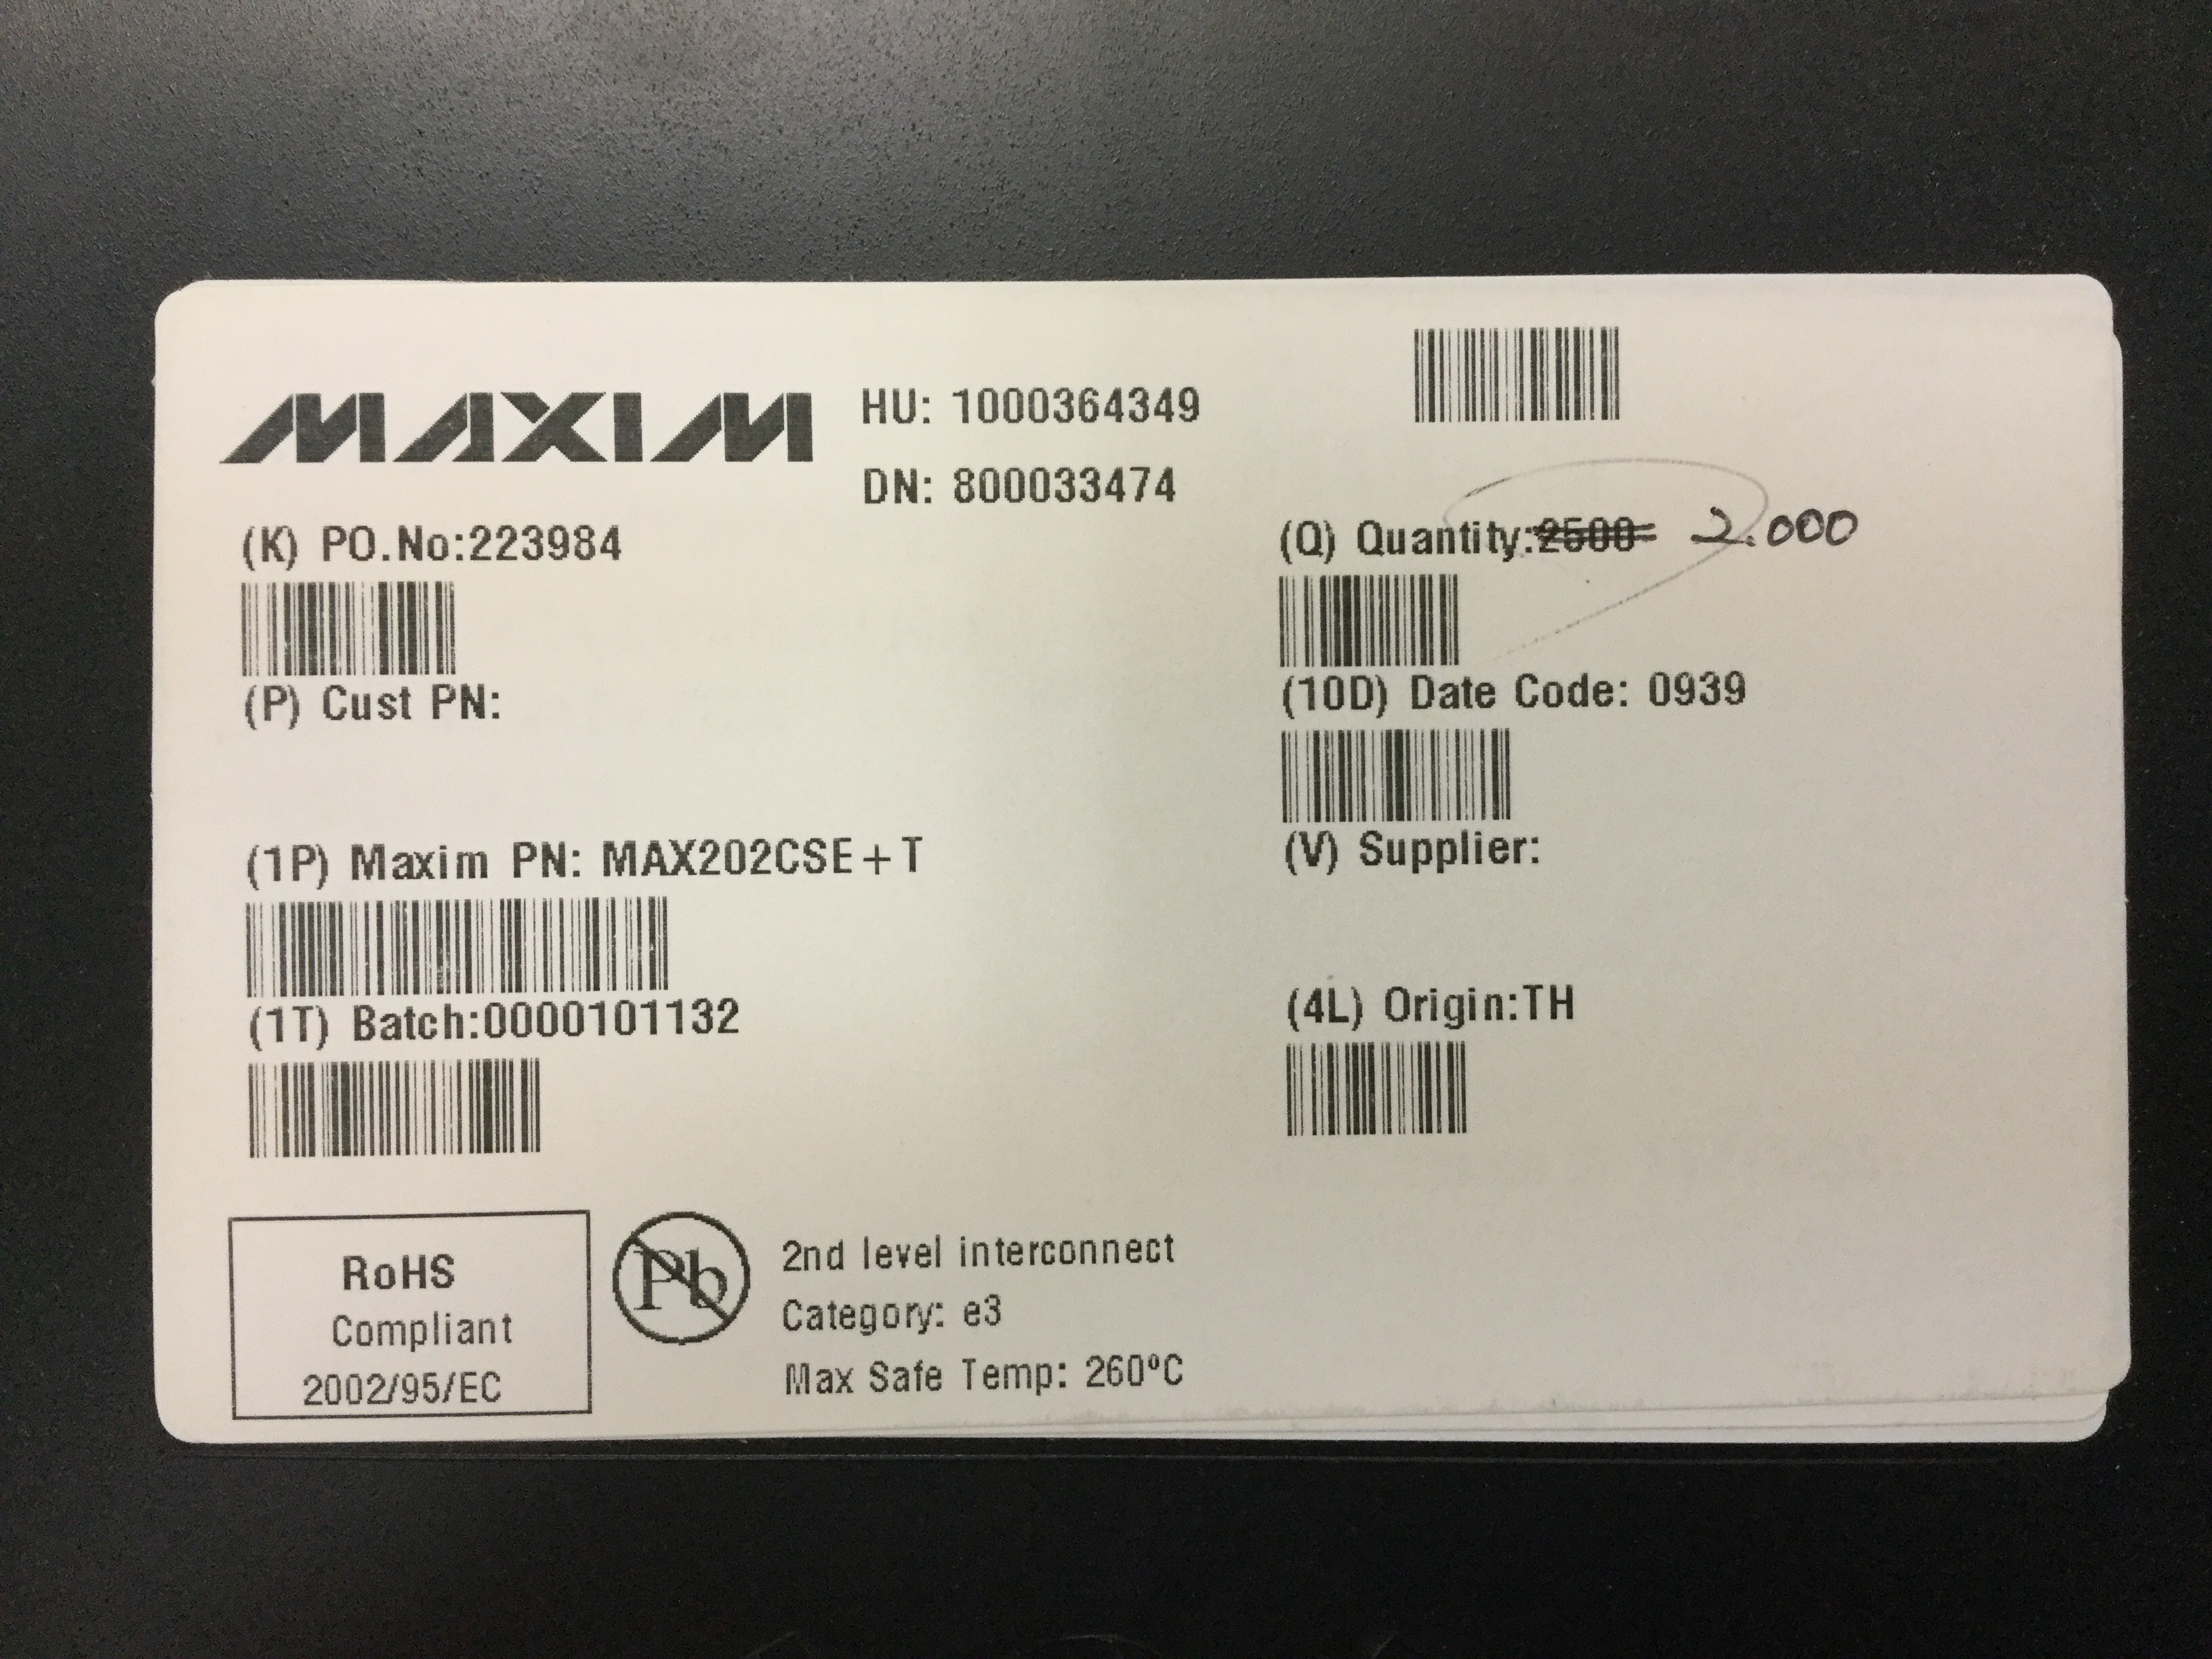 MAXIM
HU: 1000364349
DN: 800033474
(K) PO.No:223984
(Q) Quantity:2500 2.000
(P) Cust PN:
(10D) Date Code: 0939
(1P) Maxim PN: MAX202CSE+T
(V) Supplier:
(1T) Batch:0000101132
(4L) Origin:TH
RoHS
Compliant
2002/95/EC
Pb
2nd level interconnect
Category: e3
Max Safe Temp: 260ºC